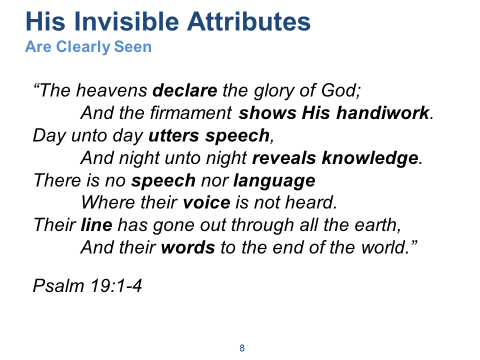 His Invisible Attributes
Are Clearly Seen
“The heavens declare the glory of God;
And the firmament shows His handiwork.
Day unto day utters speech,
And night unto night reveals knowledge.
There is no speech nor language
Where their voice is not heard.
Their line has gone out through all the earth,
And their words to the end of the world.”
Psalm 19:1-4
8